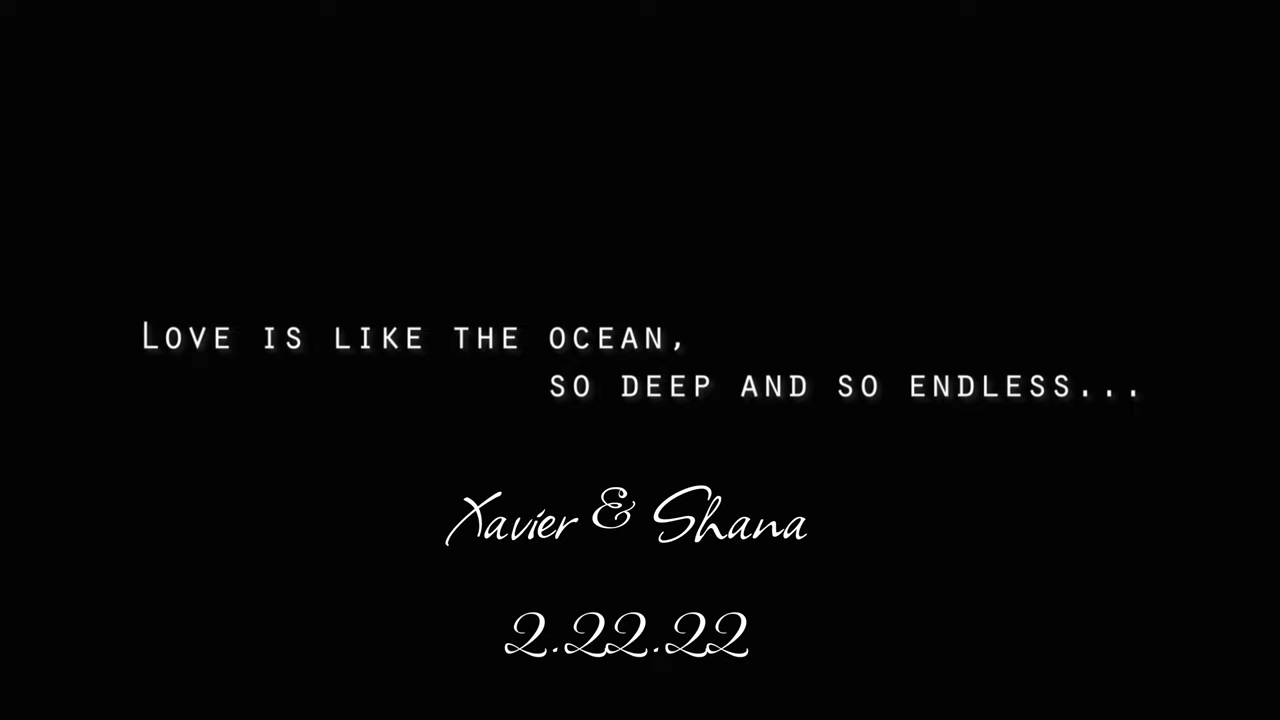 Love is like the ocean,
so deep and so endless...
Xavier & Shana
2.22.22